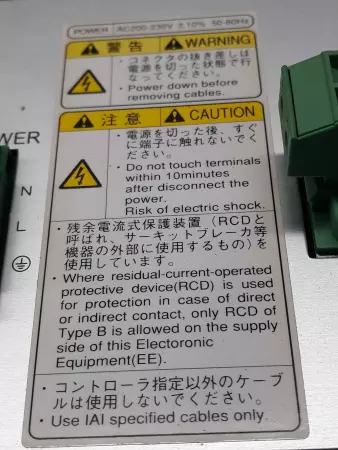 POWER AC200-230V ±10% 50-60Hz
警告 WARNING
・コネクタの抜き差しは
電源を切った状態で行
なってください。
・Power down before
removing cables.
注意 CAUTION
・電源を切った後、すぐ
に端子に触れないでく
ださい。
・Do not touch terminals
within 10minutes
after disconnect the
power.
Risk of electric shock.
WER
N
L
・残余電流式保護装置（RCDと
呼ばれ、サーキットブレーカ等
機器の外部に使用するもの）を
使用しています。
・Where residual-current-operated
protective device(RCD) is used
for protection in case of direct
or indirect contact, only RCD of
Type B is allowed on the supply
side of this Electoronic
Equipment(EE).
・コントローラ指定以外のケーブ
ルは使用しないでください。
・Use IAI specified cables only.